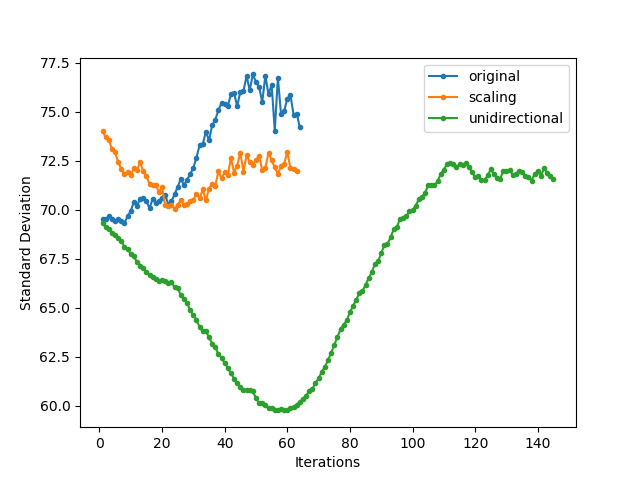 77.5
75.0
72.5
70.0
67.5
65.0
62.5
60.0
Standard Deviation
0 20 40 60 80 100 120 140
Iterations
original
scaling
unidirectional